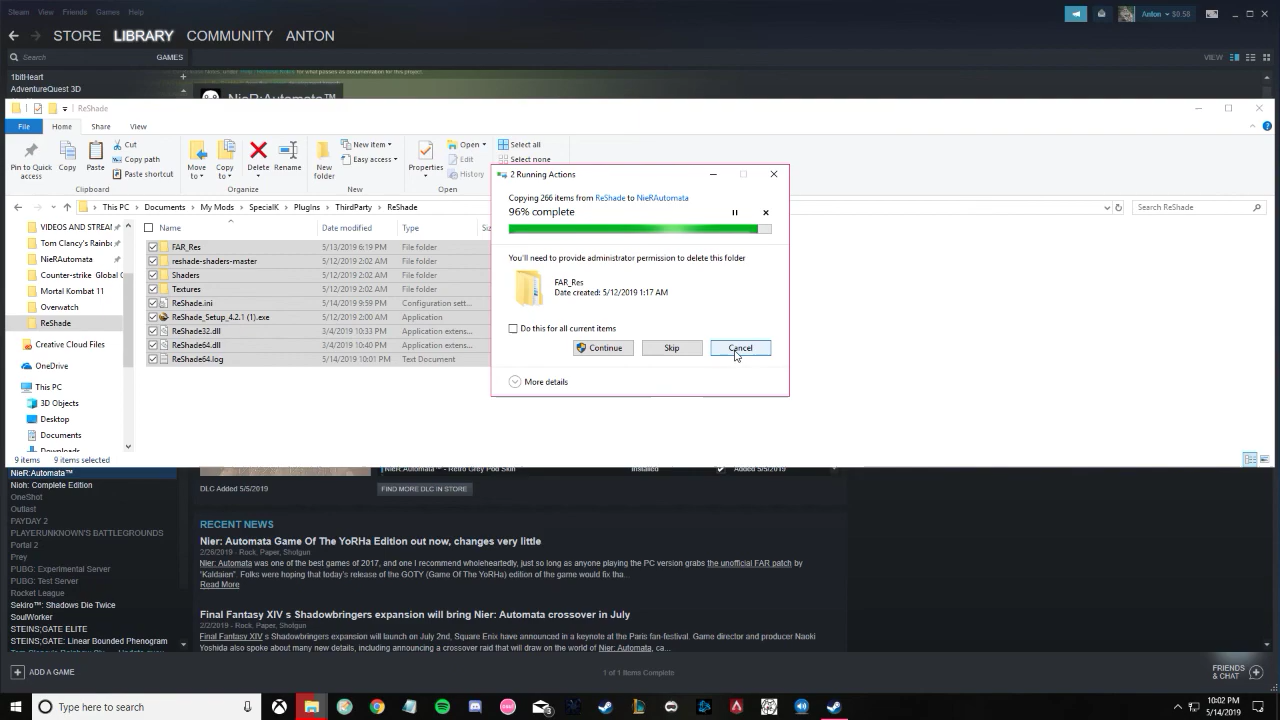 Steam View Friends Games Help
Anton $0.58
STORE LIBRARY COMMUNITY ANTON
Search GAMES VIEW
1bitHeart
AdventureQuest 3D
NieR:Automata™
ReShade
File Home Share View
Pin to Quick access
Copy
Paste
Cut
Copy path
Paste shortcut
Move to
Copy to
Delete
Rename
New folder
New item
Easy access
Properties
Open
Edit
History
Select all
Select none
Clipboard Organize New Open
This PC Documents My Mods SpecialK PlugIns ThirdParty ReShade
Search ReShade
VIDEOS AND STREAM
Tom Clancy's Rainbo
NieRAutomata
Counter-strike Global G
Mortal Kombat 11
Overwatch
ReShade
Creative Cloud Files
OneDrive
This PC
3D Objects
Desktop
Documents
Downloads
Name Date modified Type
FAR_Res 5/13/2019 6:19 PM File folder
reshade-shaders-master 5/12/2019 2:02 AM File folder
Shaders 5/12/2019 2:02 AM File folder
Textures 5/12/2019 2:02 AM File folder
ReShade.ini 5/14/2019 9:59 PM Configuration sett...
ReShade_Setup_4.2.1 (1).exe 5/12/2019 2:00 AM Application
ReShade32.dll 3/4/2019 10:33 PM Application extens...
ReShade64.dll 3/4/2019 10:40 PM Application extens...
ReShade64.log 5/14/2019 10:01 PM Text Document
9 items 9 items selected
2 Running Actions
Copying 266 items from ReShade to NieRAutomata
96% complete
You'll need to provide administrator permission to delete this folder
FAR_Res
Date created: 5/12/2019 1:17 AM
Do this for all current items
Continue Skip Cancel
More details
NieR:Automata™
Nioh: Complete Edition
OneShot
Outlast
PAYDAY 2
PLAYERUNKNOWN'S BATTLEGROUNDS
Portal 2
Prey
PUBG: Experimental Server
PUBG: Test Server
Rocket League
Sekiro™: Shadows Die Twice
SoulWorker
STEINS;GATE ELITE
STEINS;GATE: Linear Bounded Phenogram
NieR:Automata™ - Retro Grey Pod Skin Installed Added 5/5/2019
DLC Added 5/5/2019 FIND MORE DLC IN STORE
RECENT NEWS
Nier: Automata Game Of The YoRHa Edition out now, changes very little
2/26/2019 - Rock, Paper, Shotgun
Nier: Automata was one of the best games of 2017, and one I recommend wholeheartedly, just so long as anyone playing the PC version grabs the unofficial FAR patch by
"Kaldaien". Folks were hoping that today's release of the GOTY (Game Of The YoRHa) edition of the game would fix tha...
Read More
Final Fantasy XIV s Shadowbringers expansion will bring Nier: Automata crossover in July
2/2/2019 - Rock, Paper, Shotgun
Final Fantasy XIV s Shadowbringers expansion will launch on July 2nd, Square Enix have announced in a keynote at the Paris fan-festival. Game director and producer Naoki
Yoshida also spoke about many new details, including announcing a crossover raid that will draw on the world of Nier: Automata, ca...
ADD A GAME
1 of 1 Items Complete
FRIENDS & CHAT
Type here to search
10:02 PM
5/14/2019